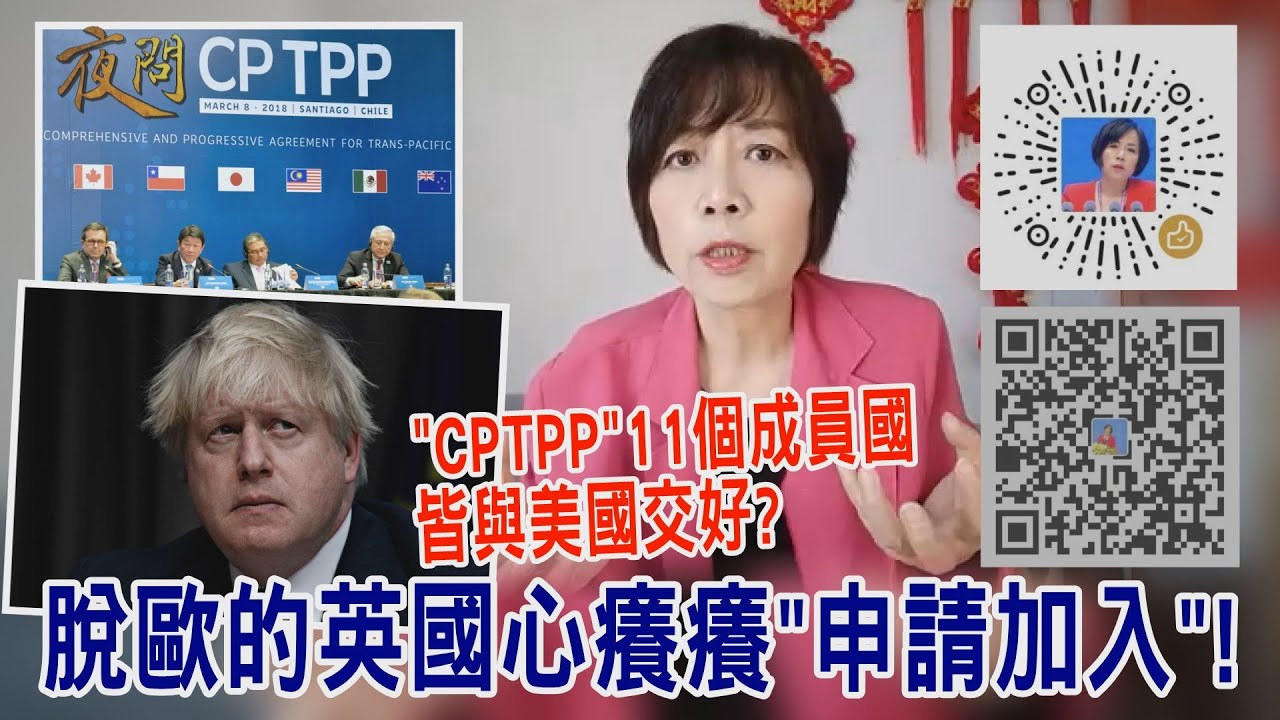 夜問 CPTPP
MARCH 8 - 2018 | SANTIAGO | CHILE
COMPREHENSIVE AND PROGRESSIVE AGREEMENT FOR TRANS-PACIFIC
"CPTPP"11個成員國
皆與美國交好?
脫歐的英國心癢癢"申請加入"!